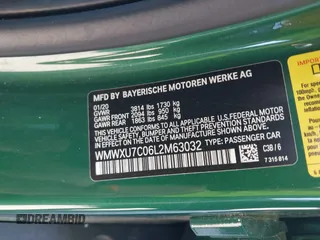 MFD. BY BAYERISCHE MOTOREN WERKE AG
01/20
GVWR 3814 lbs 1730 kg
GAWR FRONT 2094 lbs 950 kg
GAWR REAR 1863 lbs 845 kg
THIS VEHICLE CONFORMS TO ALL APPLICABLE U.S. FEDERAL MOTOR
VEHICLE SAFETY, BUMPER, AND THEFT PREVENTION STANDARDS
IN EFFECT ON THE DATE OF MANUFACTURE SHOWN ABOVE.
WMWXU7C06L2M63032 TYPE: PASSENGER CAR
C38 / 6
7 315 814
DREAMBID